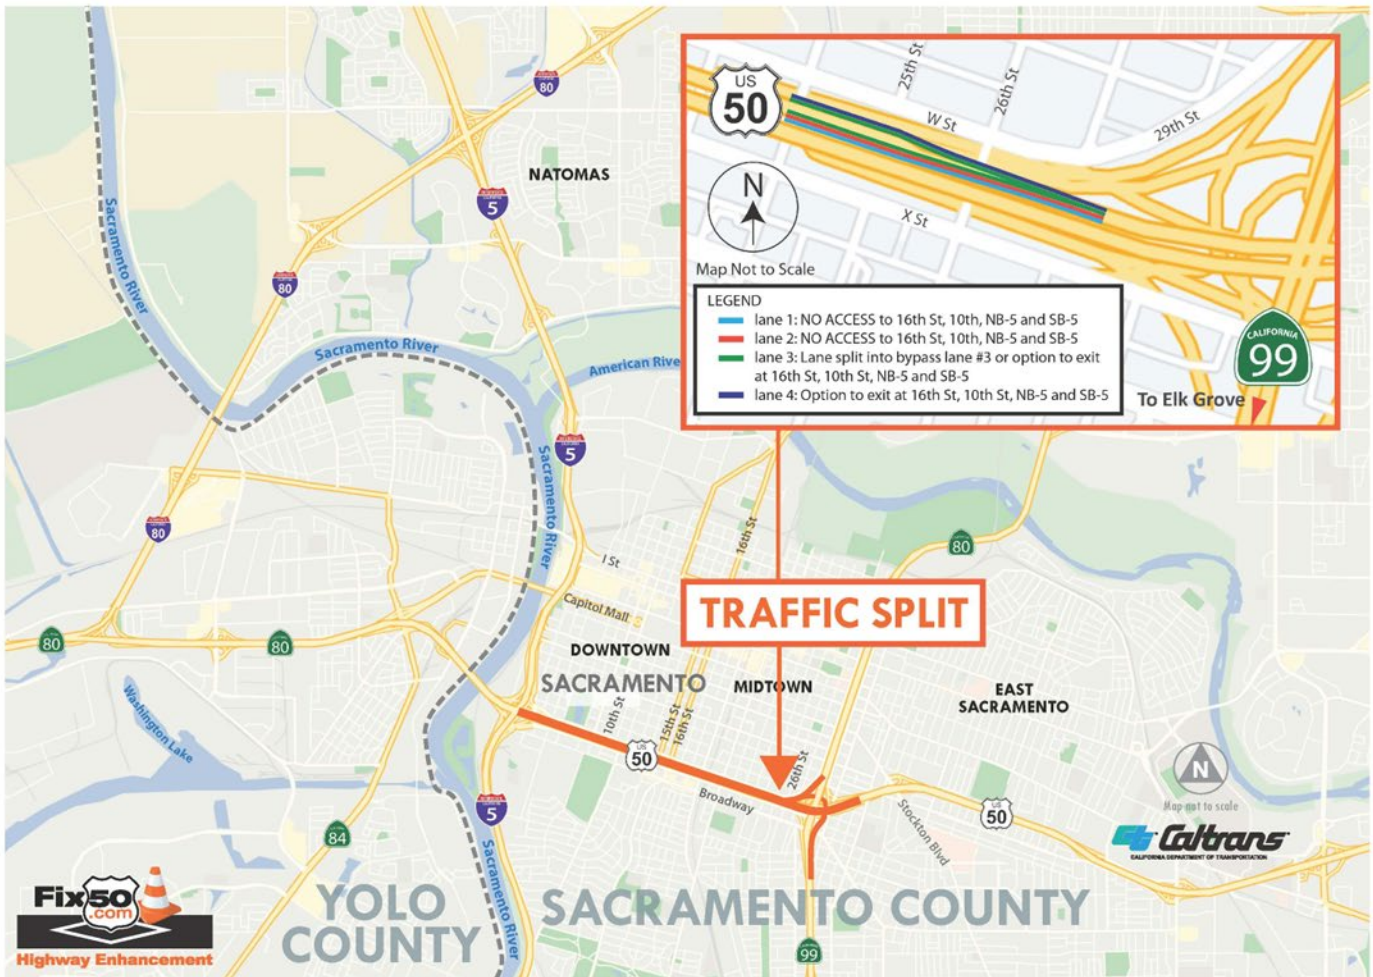 80
NATOMAS
5
80
Sacramento River
Sacramento River
American Rive
5
Sacramento River
80
80
80
I St
16th St
Capitol Mall
80
DOWNTOWN
SACRAMENTO
MIDTOWN
EAST
SACRAMENTO
10th St
15th St
16th St
US
50
26th St
Broadway
Washington Lake
5
84
Sacramento River
Stockton Blvd
US
50
99
N
Map not to scale
Caltrans
CALIFORNIA DEPARTMENT OF TRANSPORTATION
YOLO
COUNTY
SACRAMENTO COUNTY
Fix50
.com
Highway Enhancement
TRAFFIC SPLIT
US
50
25th St
26th St
W St
29th St
X St
N
Map Not to Scale
LEGEND
lane 1: NO ACCESS to 16th St, 10th, NB-5 and SB-5
lane 2: NO ACCESS to 16th St, 10th, NB-5 and SB-5
lane 3: Lane split into bypass lane #3 or option to exit
at 16th St, 10th St, NB-5 and SB-5
lane 4: Option to exit at 16th St, 10th St, NB-5 and SB-5
CALIFORNIA
99
To Elk Grove